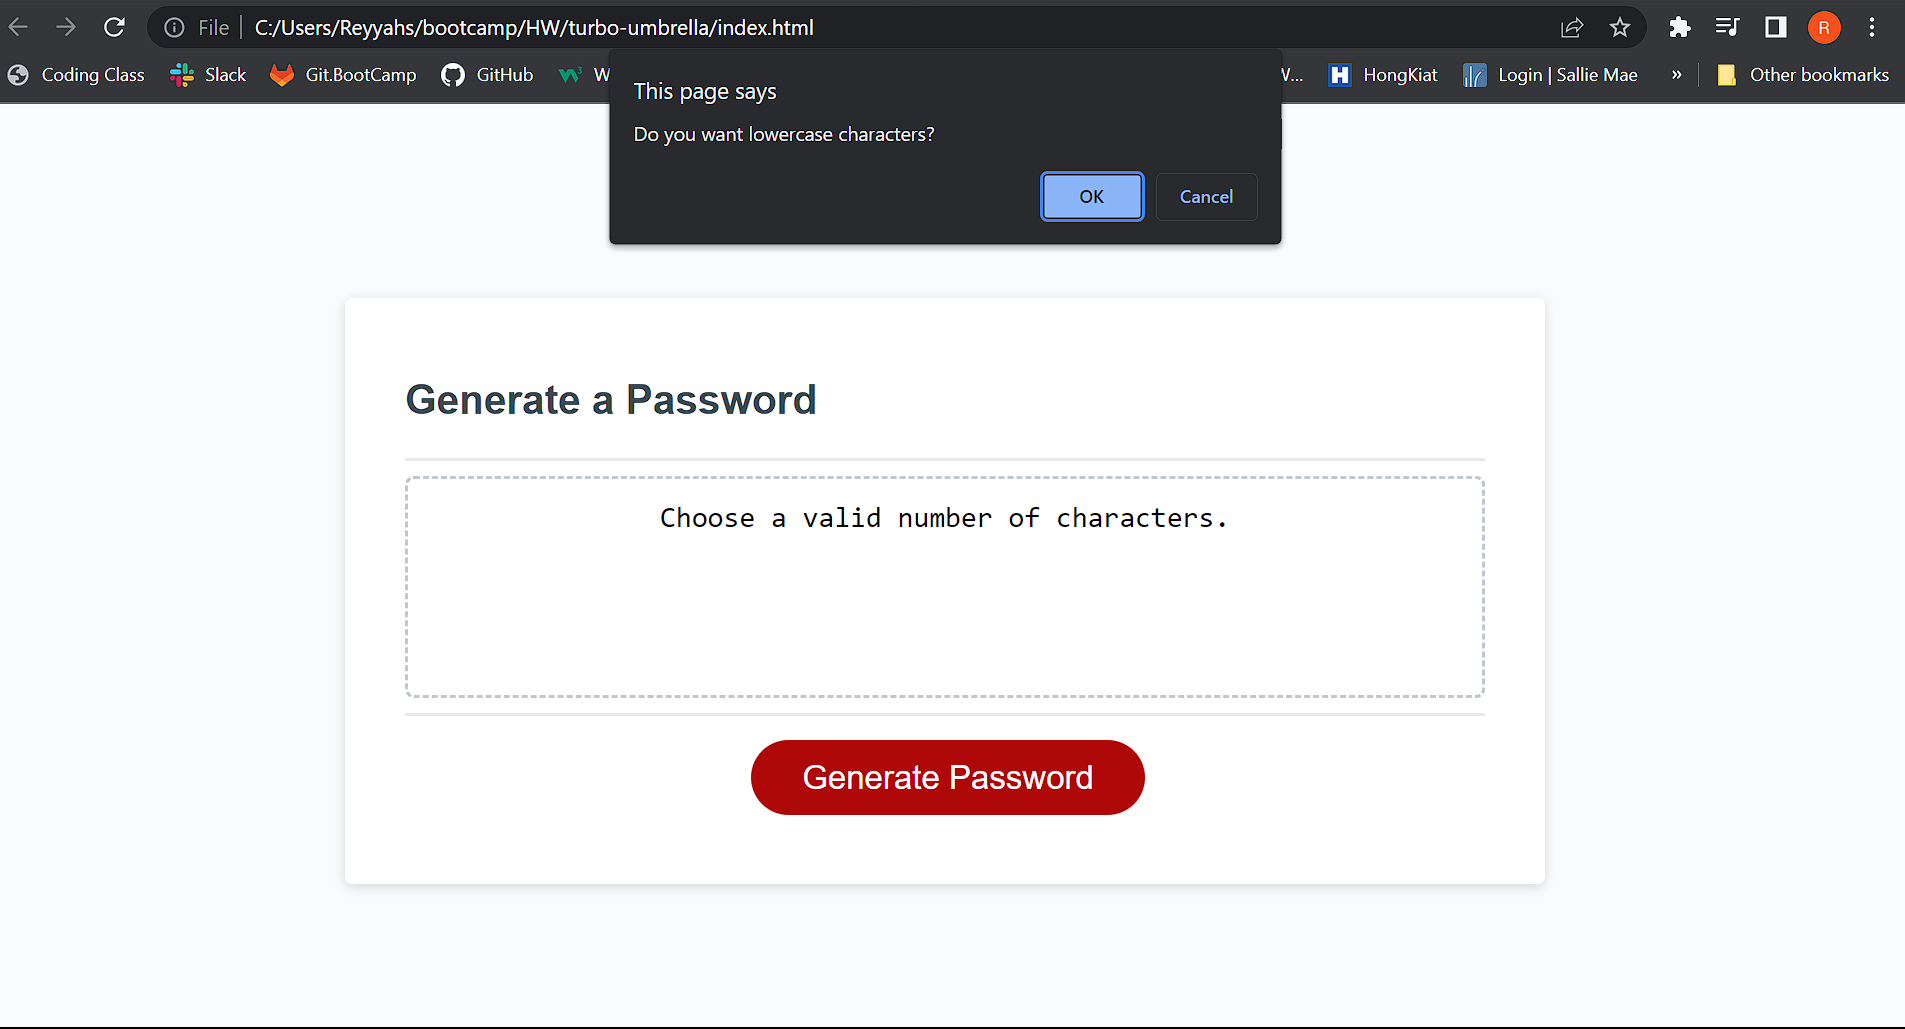 File C:/Users/Reyyahs/bootcamp/HW/turbo-umbrella/index.html R
Coding Class Slack Git.BootCamp GitHub W W... HongKiat Login | Sallie Mae » Other bookmarks
This page says
Do you want lowercase characters?
OK Cancel
Generate a Password
Choose a valid number of characters.
Generate Password